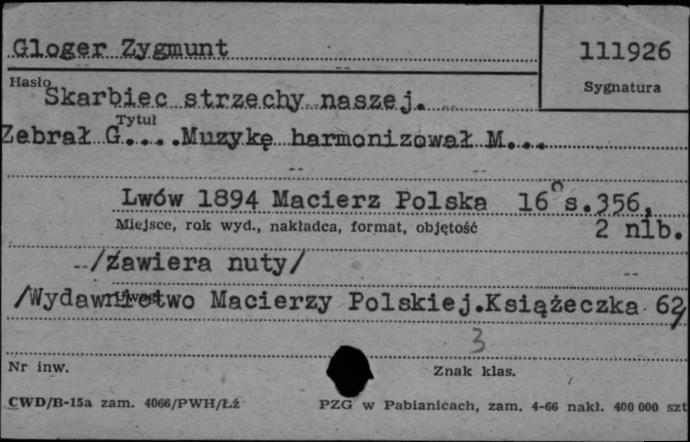 Gloger Zygmunt
111926
Hasło
Sygnatura
Skarbiec strzechy naszej.
Tytuł
Zebrał G.... .Muzykę harmonizował M...
Lwów 1894 Macierz Polska 16° s.356,
Miejsce, rok wyd., nakładca, format, objętość
2 nlb.
/Zawiera nuty/
Uwagi
/Wydawnictwo Macierzy Polskiej.Książeczka 62/
3
Nr inw.
Znak klas.
CWD/B-15a zam. 4066/PWH/Łź
PZG w Pabianicach, zam. 4-66 nakł. 400 000 szt